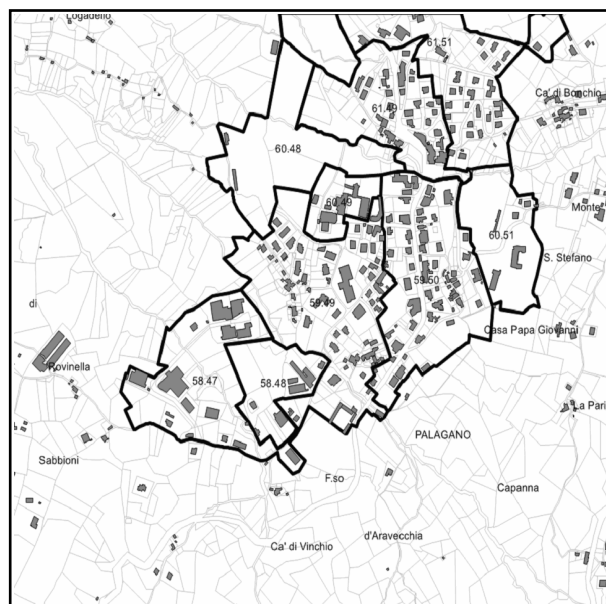 Logadello
61.51
Ca' di Bonchio
61.49
60.48
60.49
Monte
60.51
S. Stefano
59.50
di
59.49
Casa Papa Giovanni
Rovinella
58.47
58.48
La Pari
PALAGANO
Sabbioni
F.so
Capanna
d'Aravecchia
Ca' di Vinchio